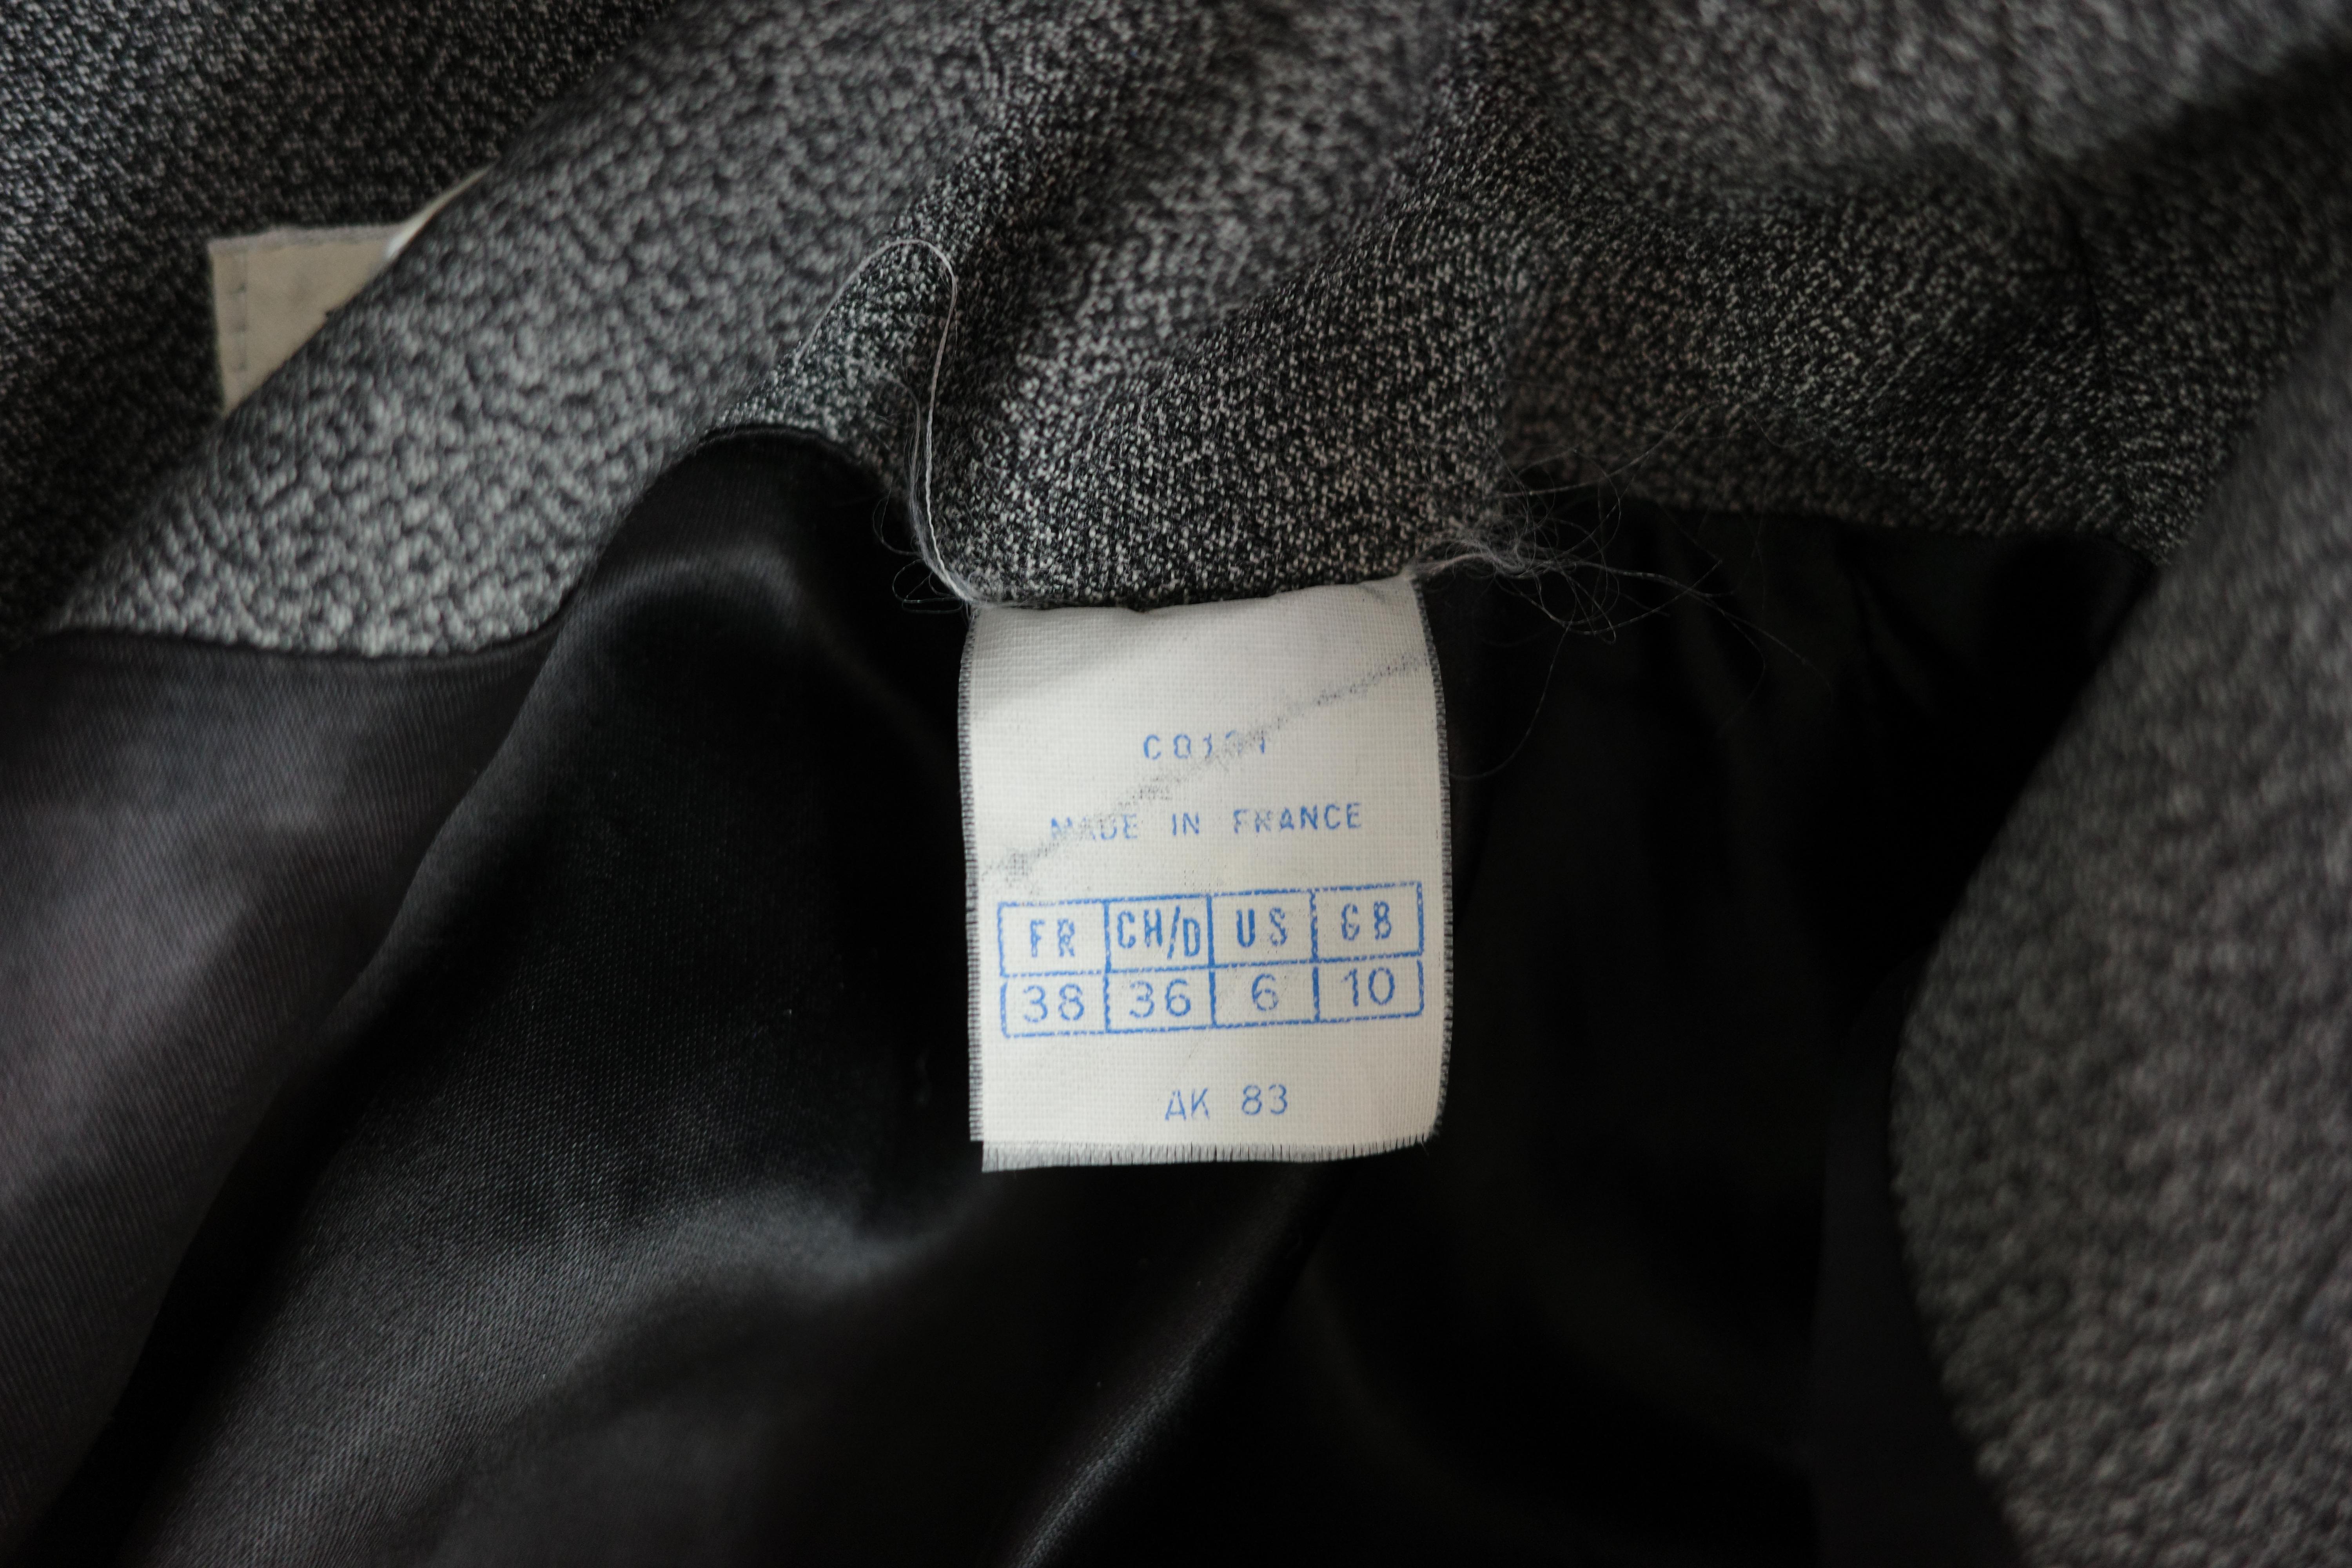 MADE IN FRANCE
FR CH/D US GB
38 36 6 10
AK 83